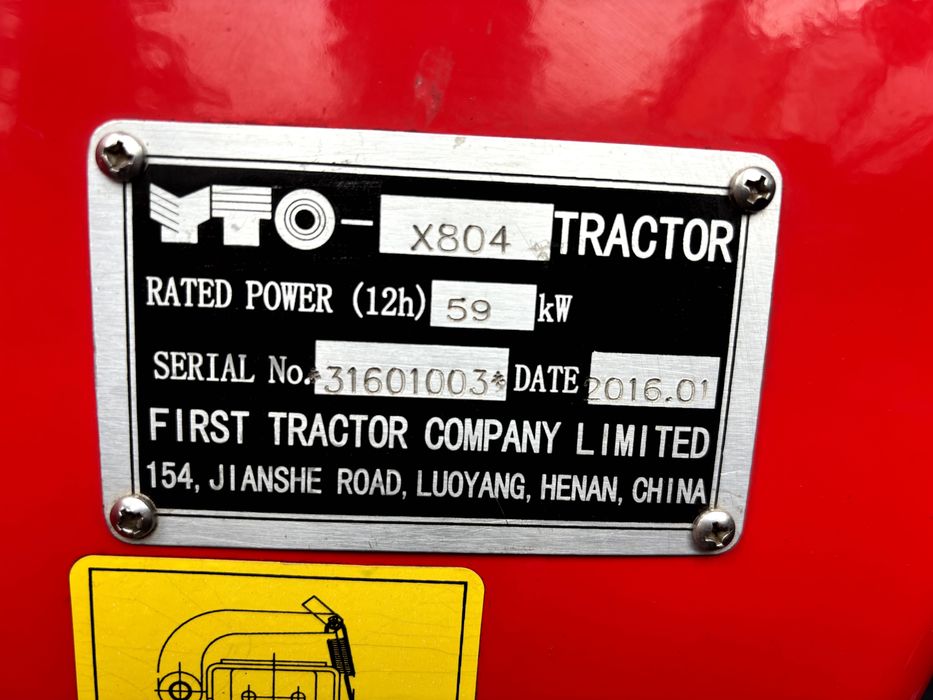 YTO-X804 TRACTOR
RATED POWER (12h) 59 kW
SERIAL No. *31601003* DATE 2016.01
FIRST TRACTOR COMPANY LIMITED
154, JIANSHE ROAD, LUOYANG, HENAN, CHINA